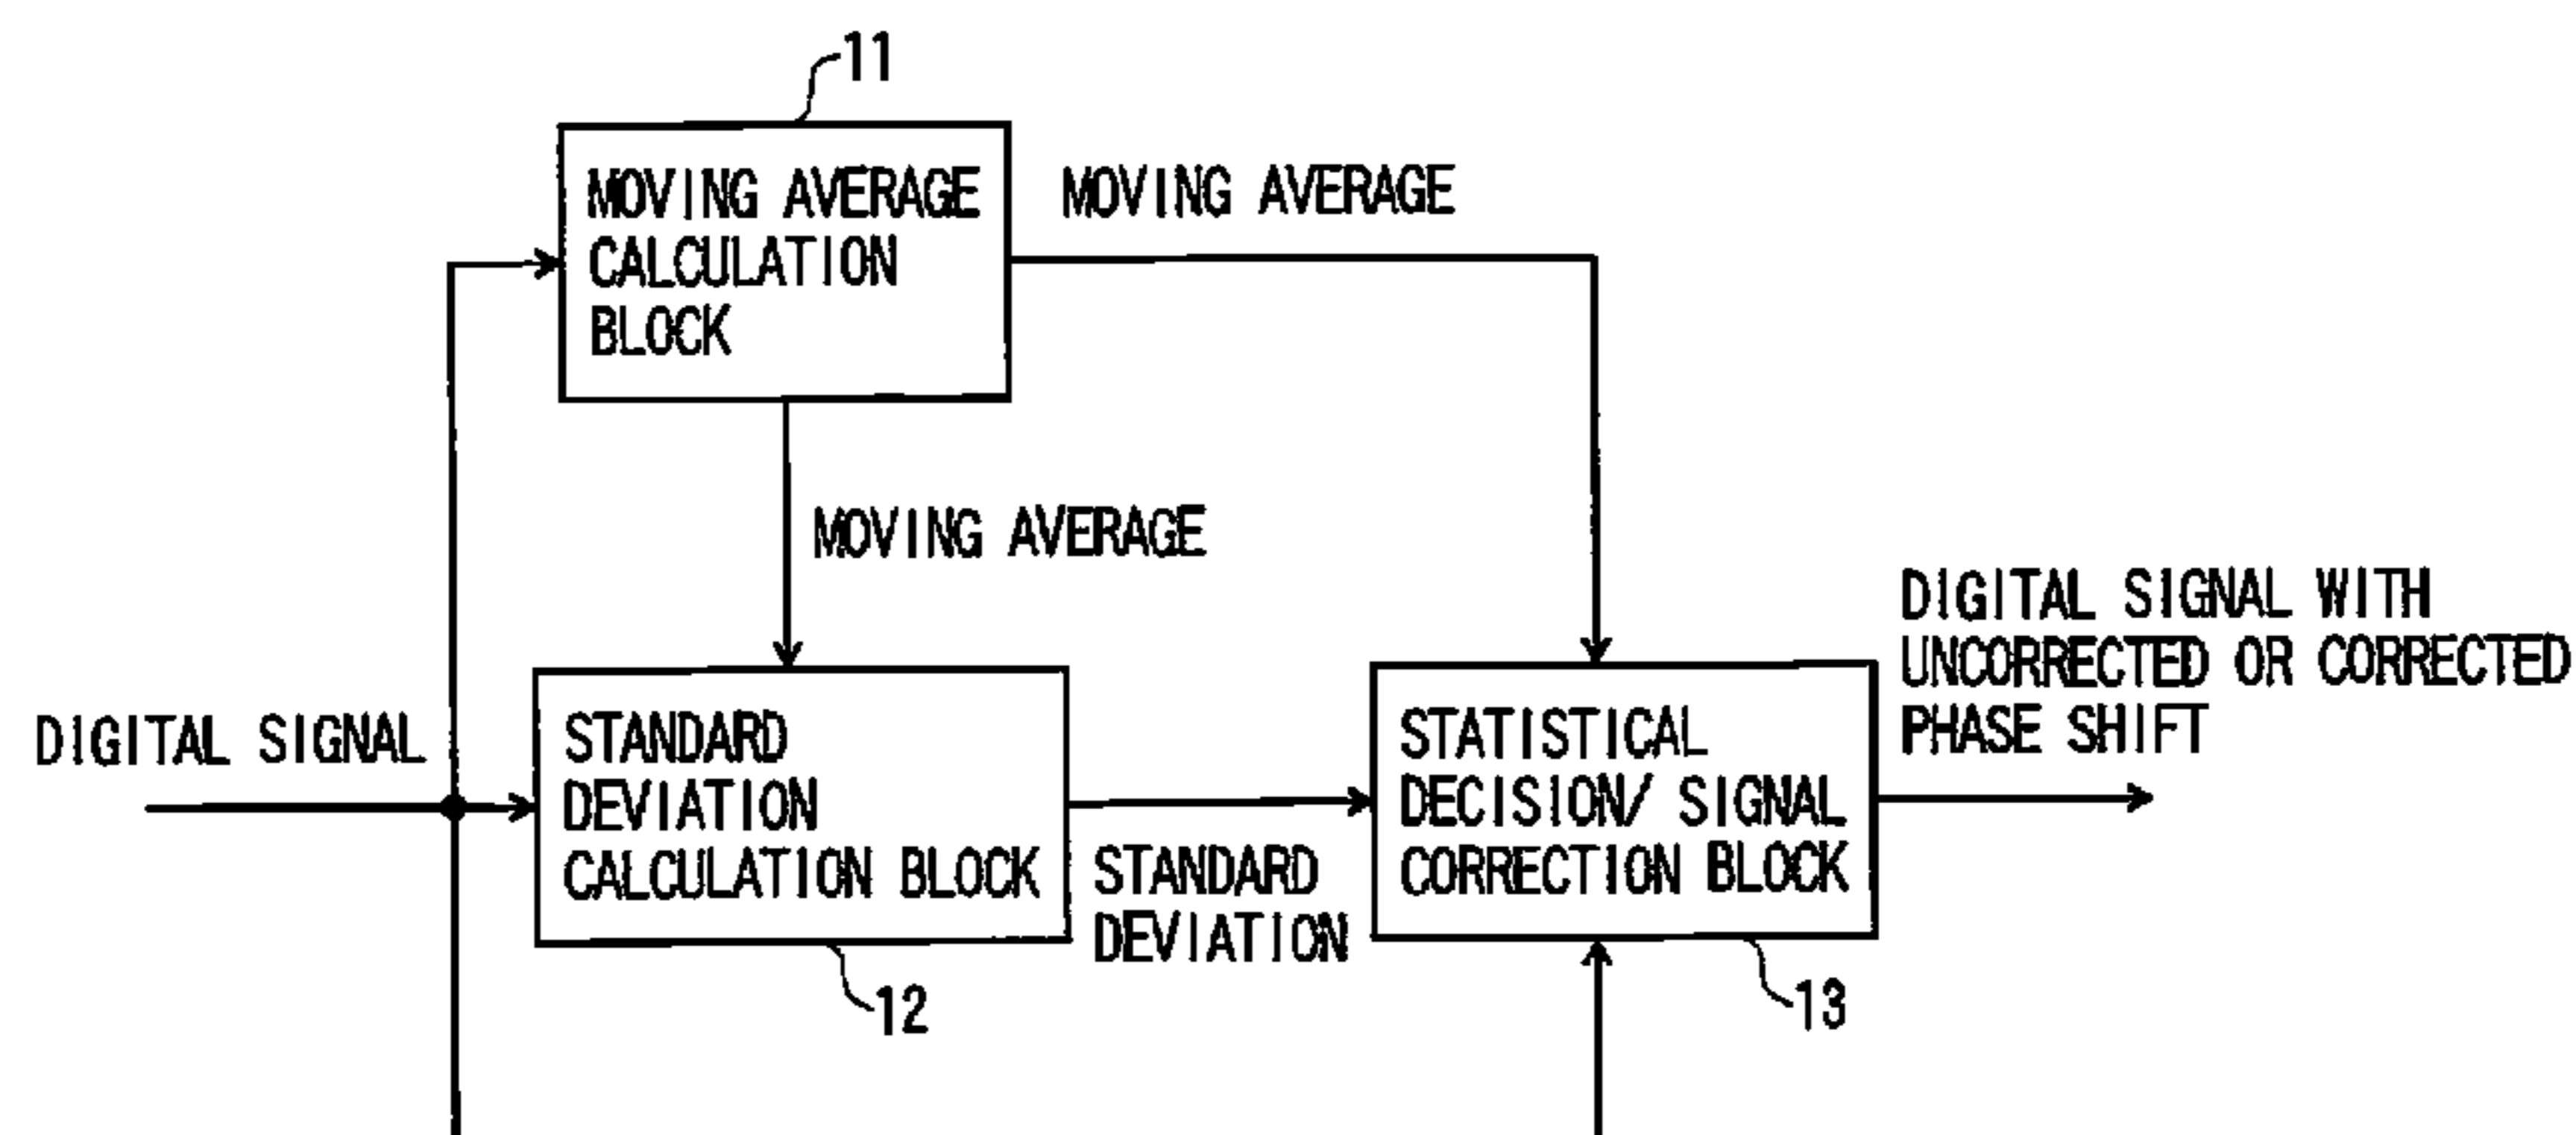 11
MOVING AVERAGE
CALCULATION
BLOCK
MOVING AVERAGE
MOVING AVERAGE
DIGITAL SIGNAL
STANDARD
DEVIATION
CALCULATION BLOCK
12
STANDARD
DEVIATION
STATISTICAL
DECISION/ SIGNAL
CORRECTION BLOCK
13
DIGITAL SIGNAL WITH
UNCORRECTED OR CORRECTED
PHASE SHIFT